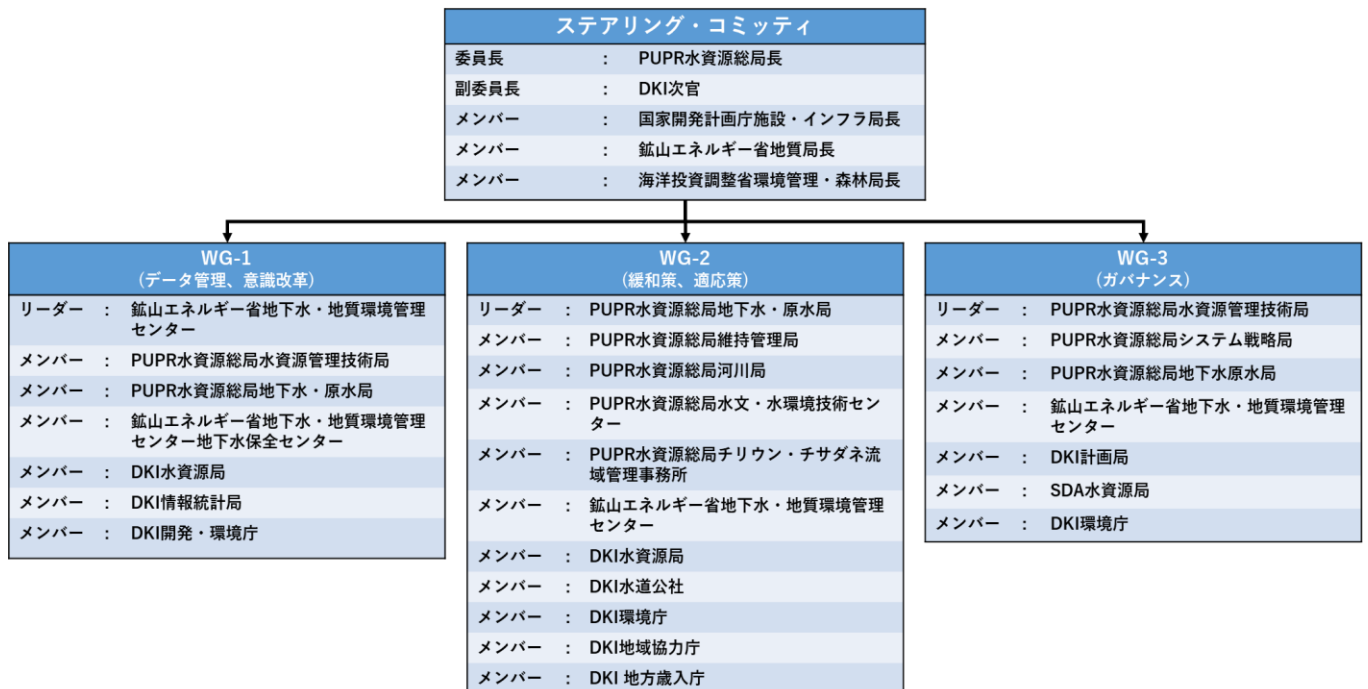 ステアリング・コミッティ
委員長 : PUPR水資源総局長
副委員長 : DKI次官
メンバー : 国家開発計画庁施設・インフラ局長
メンバー : 鉱山エネルギー省地質局長
メンバー : 海洋投資調整省環境管理・森林局長
WG-1
(データ管理、意識改革)
リーダー : 鉱山エネルギー省地下水・地質環境管理
センター
メンバー : PUPR水資源総局水資源管理技術局
メンバー : PUPR水資源総局地下水・原水局
メンバー : 鉱山エネルギー省地下水・地質環境管理
センター地下水保全センター
メンバー : DKI水資源局
メンバー : DKI情報統計局
メンバー : DKI開発・環境庁
WG-2
(緩和策、適応策)
リーダー : PUPR水資源総局地下水・原水局
メンバー : PUPR水資源総局維持管理局
メンバー : PUPR水資源総局河川局
メンバー : PUPR水資源総局水文・水環境技術セン
ター
メンバー : PUPR水資源総局チリウン・チサダネ流
域管理事務所
メンバー : 鉱山エネルギー省地下水・地質環境管理
センター
メンバー : DKI水資源局
メンバー : DKI水道公社
メンバー : DKI環境庁
メンバー : DKI地域協力庁
メンバー : DKI 地方歳入庁
WG-3
(ガバナンス)
リーダー : PUPR水資源総局水資源管理技術局
メンバー : PUPR水資源総局システム戦略局
メンバー : PUPR水資源総局地下水原水局
メンバー : 鉱山エネルギー省地下水・地質環境管理
センター
メンバー : DKI計画局
メンバー : SDA水資源局
メンバー : DKI環境庁